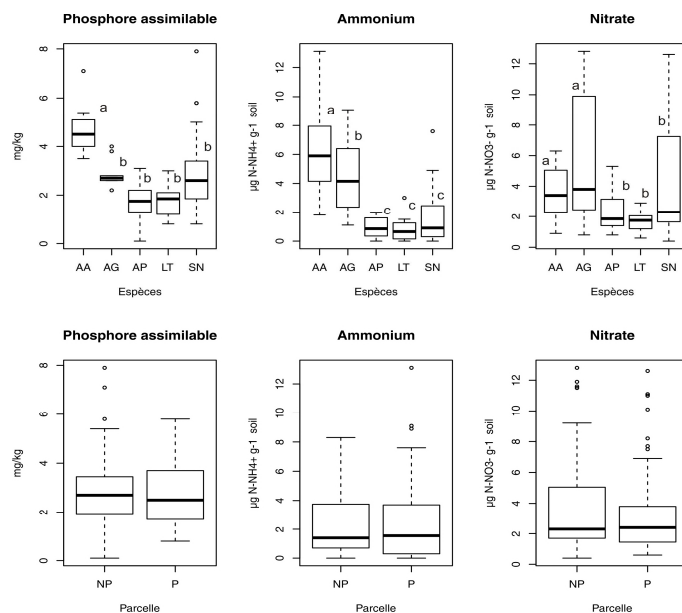 Phosphore assimilable
Ammonium
Nitrate
mg/kg
0
2
4
6
8
a
b
b
b
b
AA
AG
AP
LT
SN
Espèces
µg N-NH4+ g-1 soil
0
2
4
6
8
10
12
a
b
c
c
c
AA
AG
AP
LT
SN
Espèces
µg N-NO3- g-1 soil
0
2
4
6
8
10
12
a
a
b
b
b
AA
AG
AP
LT
SN
Espèces
Phosphore assimilable
Ammonium
Nitrate
mg/kg
0
2
4
6
8
NP
P
Parcelle
µg N-NH4+ g-1 soil
0
2
4
6
8
10
12
NP
P
Parcelle
µg N-NO3- g-1 soil
0
2
4
6
8
10
12
NP
P
Parcelle